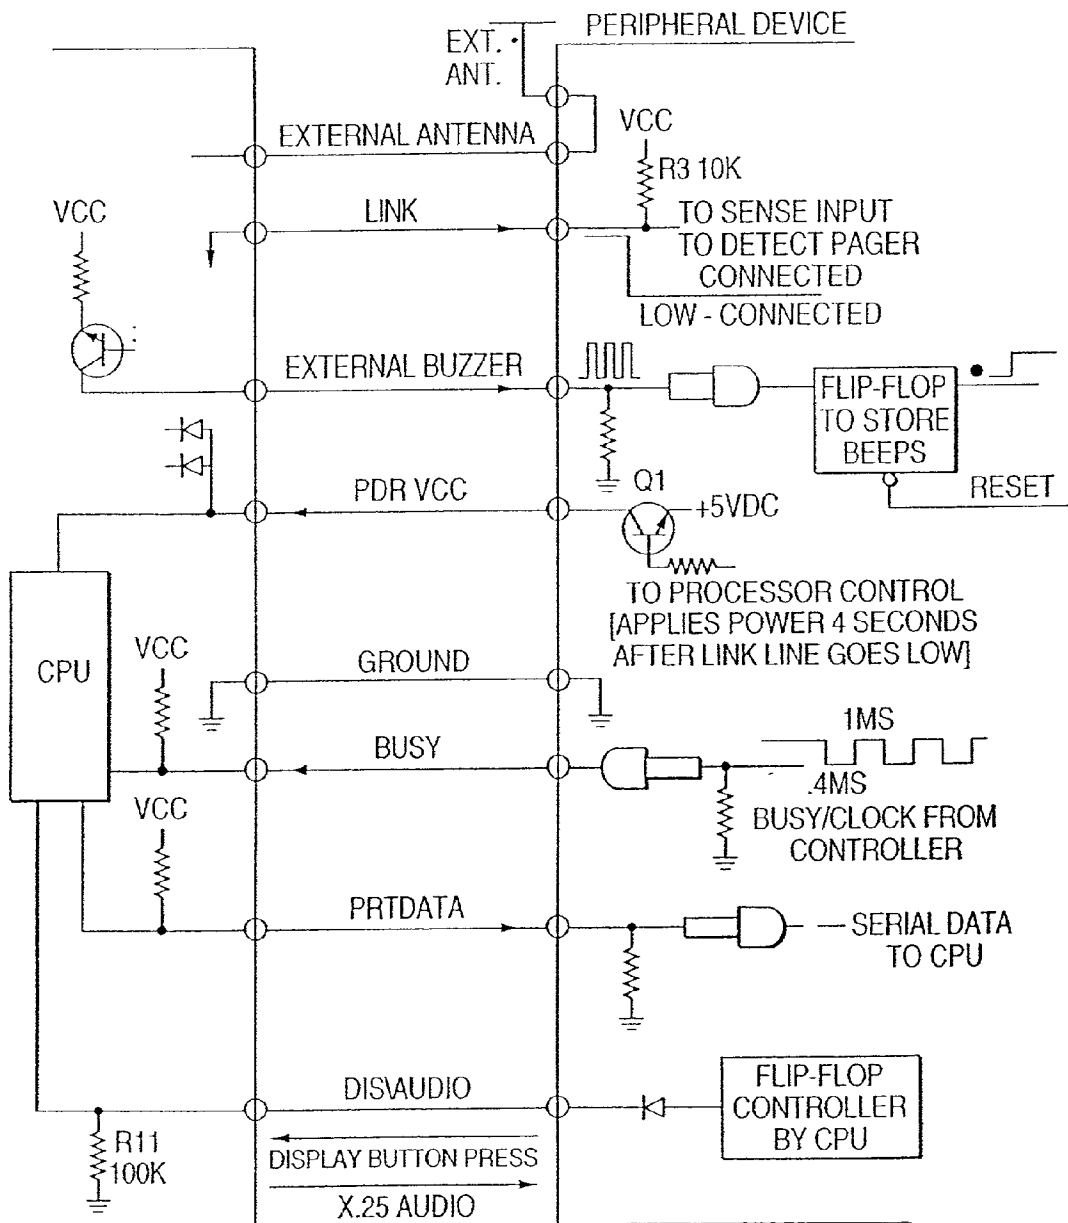 PERIPHERAL DEVICE
EXT.
ANT.
EXTERNAL ANTENNA
VCC
R3 10K
VCC
LINK
TO SENSE INPUT
TO DETECT PAGER
CONNECTED
LOW - CONNECTED
EXTERNAL BUZZER
FLIP-FLOP
TO STORE
BEEPS
RESET
PDR VCC
Q1
+5VDC
TO PROCESSOR CONTROL
[APPLIES POWER 4 SECONDS
AFTER LINK LINE GOES LOW]
CPU
VCC
GROUND
BUSY
1MS
.4MS
BUSY/CLOCK FROM
CONTROLLER
VCC
PRTDATA
SERIAL DATA
TO CPU
DIS\AUDIO
FLIP-FLOP
CONTROLLER
BY CPU
R11
100K
DISPLAY BUTTON PRESS
X.25 AUDIO